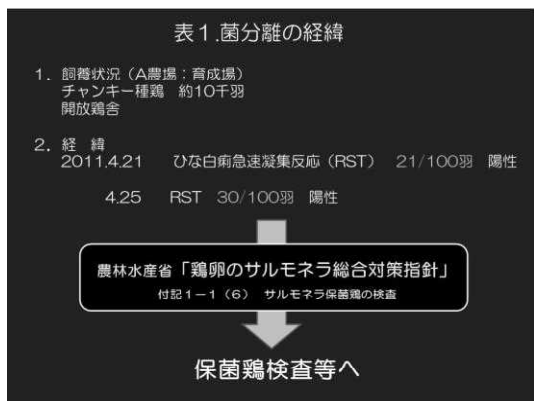 表1.菌分離の経緯
1. 飼養状況（A農場：育成場）
チャンキー種鶏　約10千羽
開放鶏舎
2. 経　緯
2011.4.21　ひな白痢急速凝集反応（RST）　21/100羽　陽性
4.25　RST　30/100羽　陽性
農林水産省「鶏卵のサルモネラ総合対策指針」
付記1－1（6）　サルモネラ保菌鶏の検査
保菌鶏検査等へ